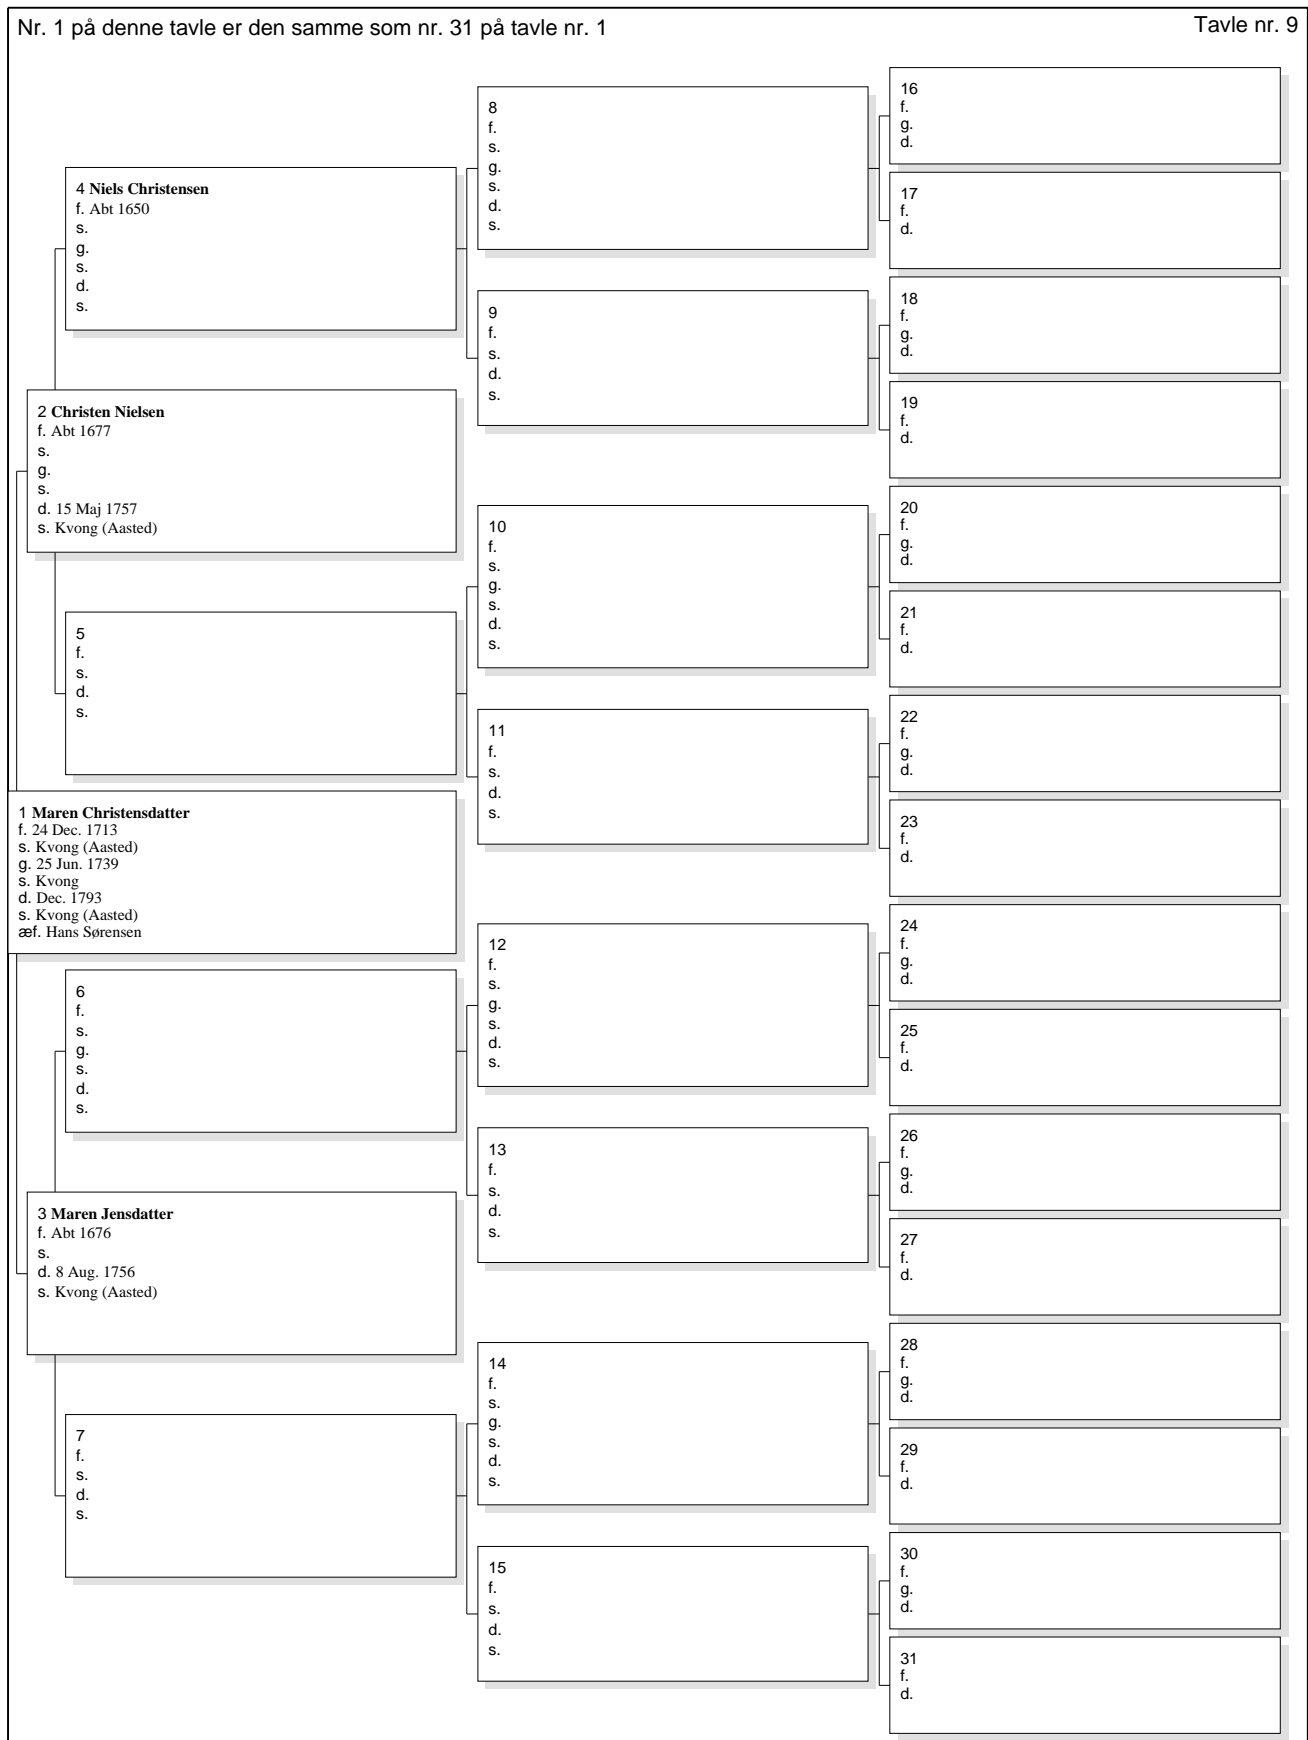 Nr. 1 på denne tavle er den samme som nr. 31 på tavle nr. 1
Tavle nr. 9
4 Niels Christensen
f. Abt 1650
s.
g.
s.
d.
s.
2 Christen Nielsen
f. Abt 1677
s.
g.
s.
d. 15 Maj 1757
s. Kvong (Aasted)
5
f.
s.
d.
s.
1 Maren Christensdatter
f. 24 Dec. 1713
s. Kvong (Aasted)
g. 25 Jun. 1739
s. Kvong
d. Dec. 1793
s. Kvong (Aasted)
æf. Hans Sørensen
6
f.
s.
g.
s.
d.
s.
3 Maren Jensdatter
f. Abt 1676
s.
d. 8 Aug. 1756
s. Kvong (Aasted)
7
f.
s.
d.
s.
8
f.
s.
g.
s.
d.
s.
9
f.
s.
d.
s.
10
f.
s.
g.
s.
d.
s.
11
f.
s.
d.
s.
12
f.
s.
g.
s.
d.
s.
13
f.
s.
d.
s.
14
f.
s.
g.
s.
d.
s.
15
f.
s.
d.
s.
16
f.
g.
d.
17
f.
d.
18
f.
g.
d.
19
f.
d.
20
f.
g.
d.
21
f.
d.
22
f.
g.
d.
23
f.
d.
24
f.
g.
d.
25
f.
d.
26
f.
g.
d.
27
f.
d.
28
f.
g.
d.
29
f.
d.
30
f.
g.
d.
31
f.
d.